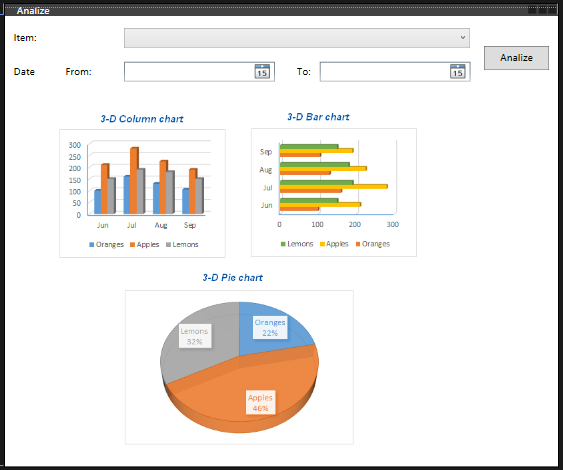 Analize
Item:
Analize
Date From: 15 To: 15
3-D Column chart
300
250
200
150
100
50
0
Jun Jul Aug Sep
Oranges Apples Lemons
3-D Bar chart
Sep
Aug
Jul
Jun
0 100 200 300
Lemons Apples Oranges
3-D Pie chart
Lemons
32%
Oranges
22%
Apples
46%